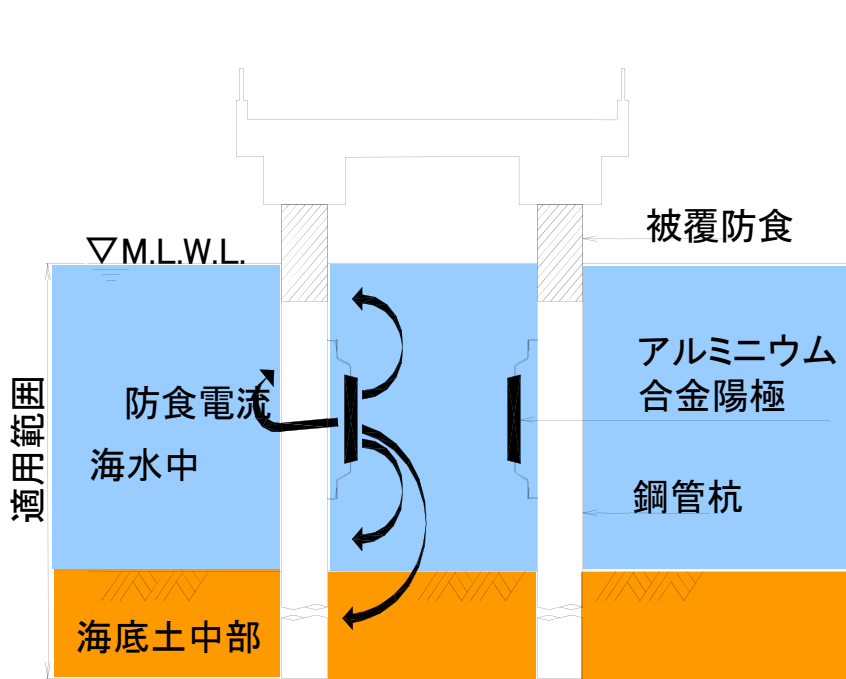 被覆防食
▽M.L.W.L.
アルミニウム
合金陽極
防食電流
海水中
適用範囲
鋼管杭
海底土中部